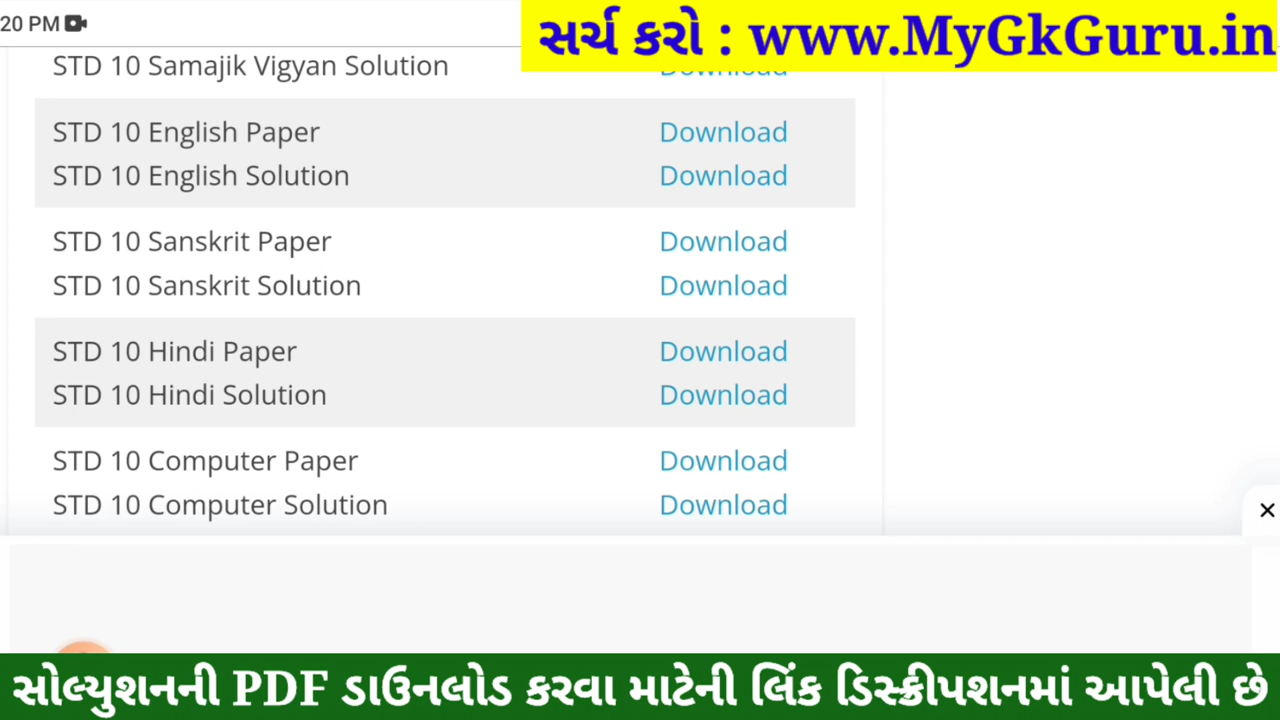 20 PM
સર્ચ કરો : www.MyGkGuru.in
STD 10 Samajik Vigyan Solution Download
STD 10 English Paper Download
STD 10 English Solution Download
STD 10 Sanskrit Paper Download
STD 10 Sanskrit Solution Download
STD 10 Hindi Paper Download
STD 10 Hindi Solution Download
STD 10 Computer Paper Download
STD 10 Computer Solution Download
સોલ્યુશનની PDF ડાઉનલોડ કરવા માટેની લિંક ડિસ્ક્રીપશનમાં આપેલી છે